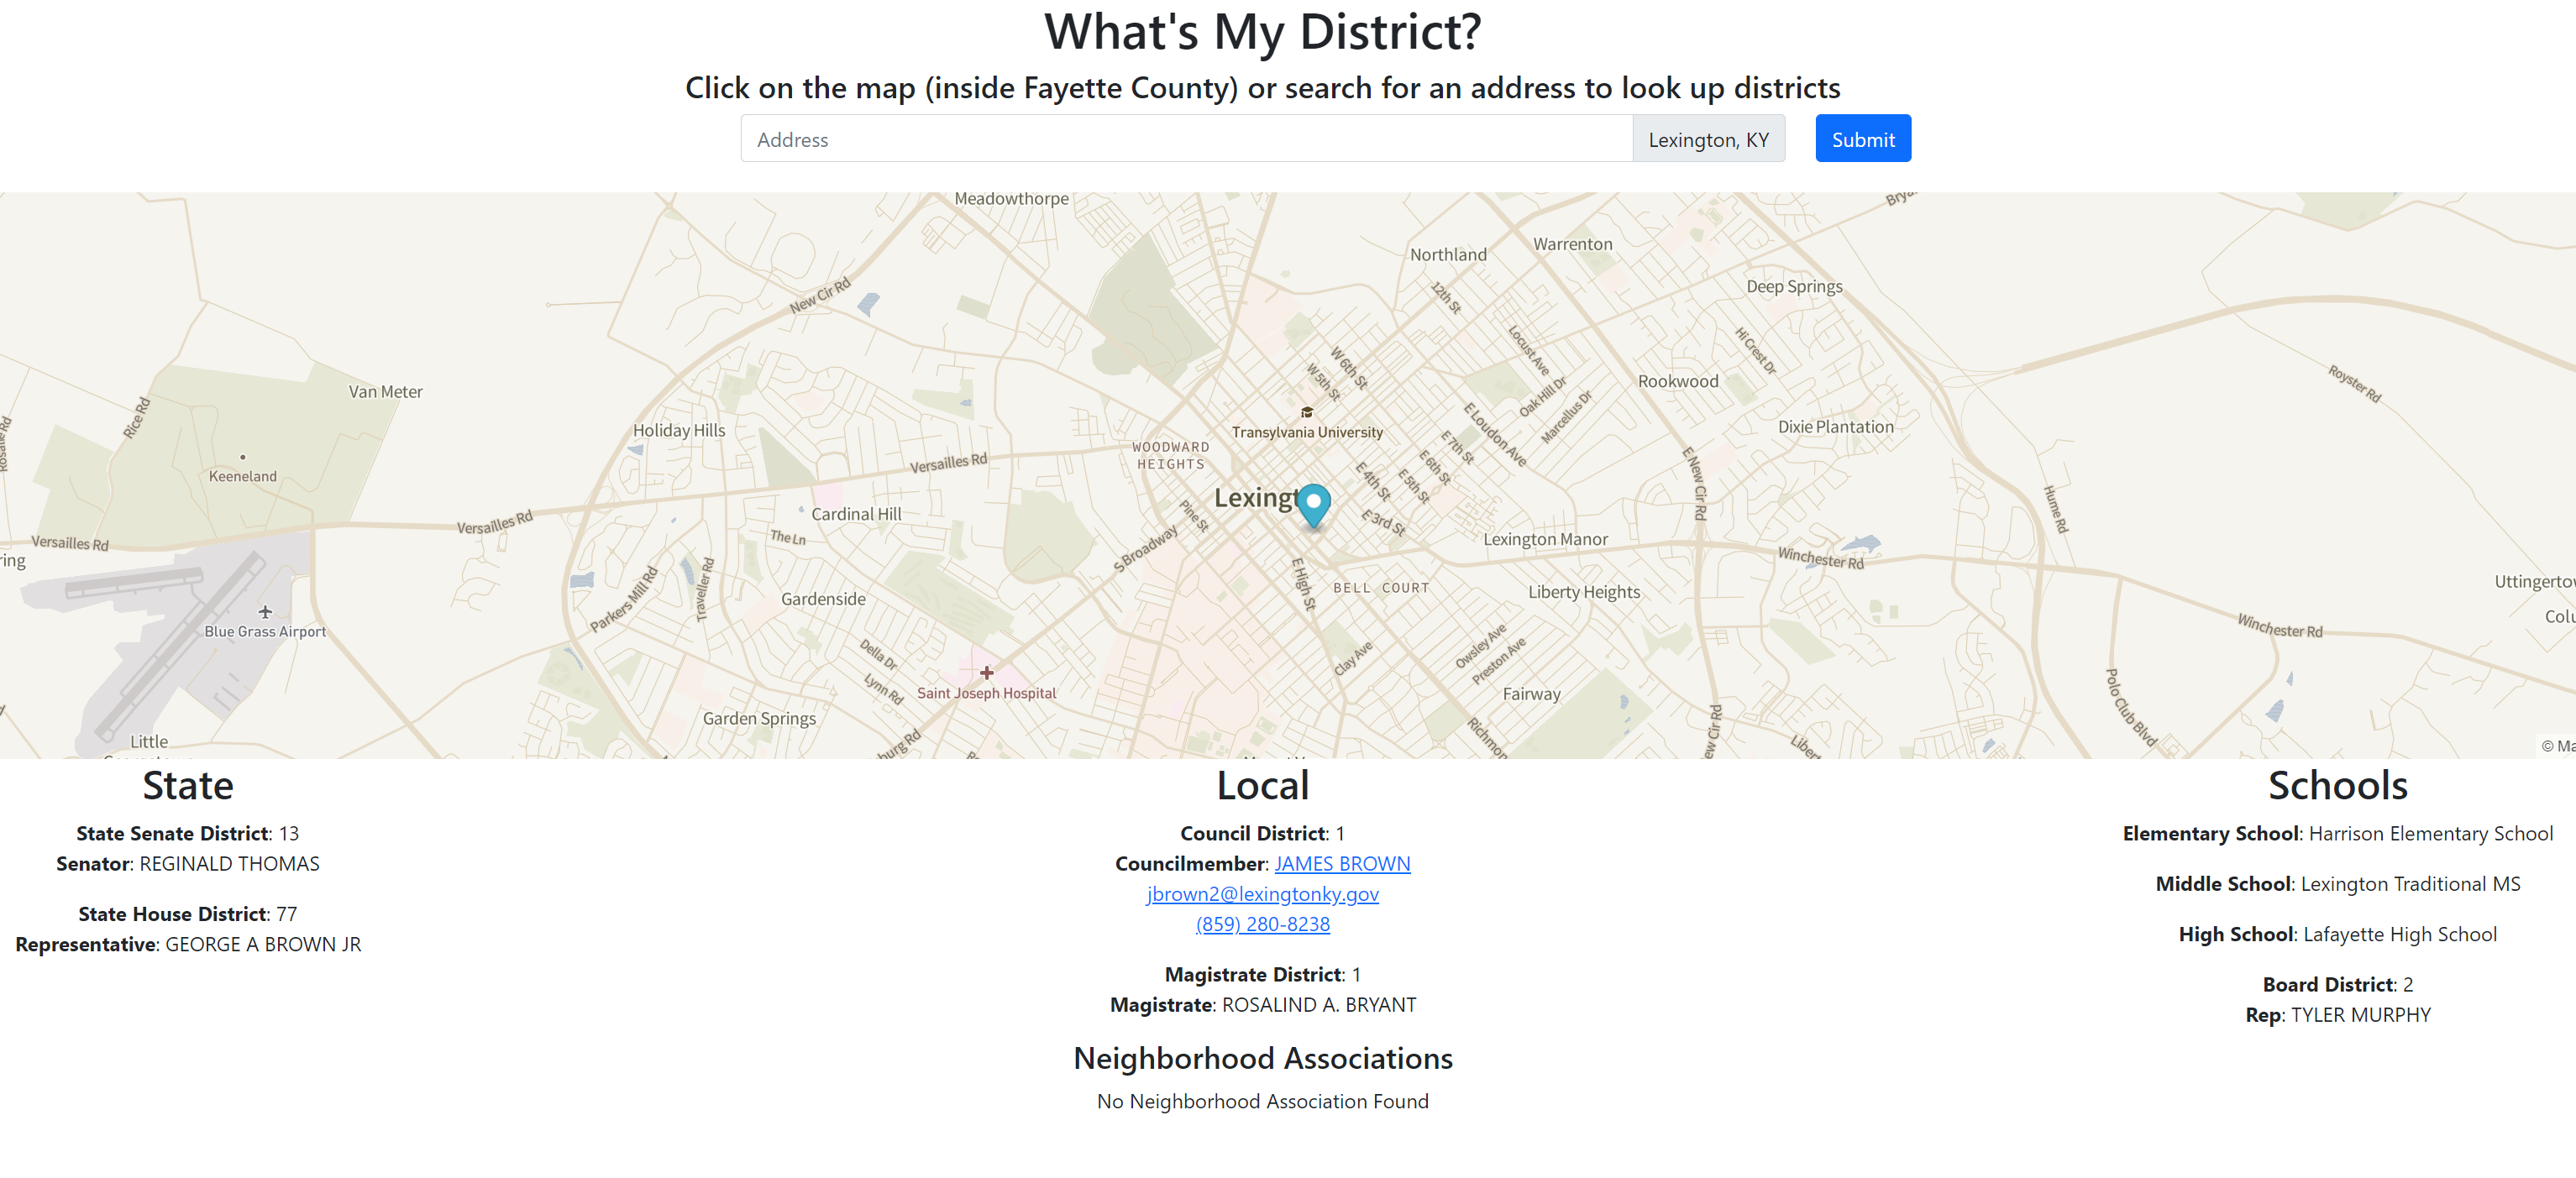 What's My District?
Click on the map (inside Fayette County) or search for an address to look up districts
Address
Lexington, KY
Submit
Meadowthorpe
Northland
Warrenton
Deep Springs
New Cir Rd
12th St
Locust Ave
Hi Crest Dr
Van Meter
Rice Rd
W 6th St
W 5th St
Rookwood
Royster Rd
Oak Hill Dr
Marcellus Dr
Holiday Hills
Transylvania University
E Loudon Ave
Dixie Plantation
WOODWARD
HEIGHTS
E 7th St
Versailles Rd
E 6th St
Keeneland
E 4th St
E 5th St
E New Cir Rd
Lexingt
Cardinal Hill
Pine St
Hume Rd
Versailles Rd
E 3rd St
The Ln
Versailles Rd
Lexington Manor
S Broadway
Winchester Rd
ring
Traveller Rd
Parkers Mill Rd
E High St
BELL COURT
Liberty Heights
Gardenside
Blue Grass Airport
Winchester Rd
Della Dr
Clay Ave
Owsley Ave
Preston Ave
Lynn Rd
Saint Joseph Hospital
Fairway
Polo Club Blvd
Garden Springs
Little
burg Rd
Richmon
ew Cir Rd
State
State Senate District: 13
Senator: REGINALD THOMAS
State House District: 77
Representative: GEORGE A BROWN JR
Local
Council District: 1
Councilmember: JAMES BROWN
jbrown2@lexingtonky.gov
(859) 280-8238
Magistrate District: 1
Magistrate: ROSALIND A. BRYANT
Neighborhood Associations
No Neighborhood Association Found
Schools
Elementary School: Harrison Elementary School
Middle School: Lexington Traditional MS
High School: Lafayette High School
Board District: 2
Rep: TYLER MURPHY